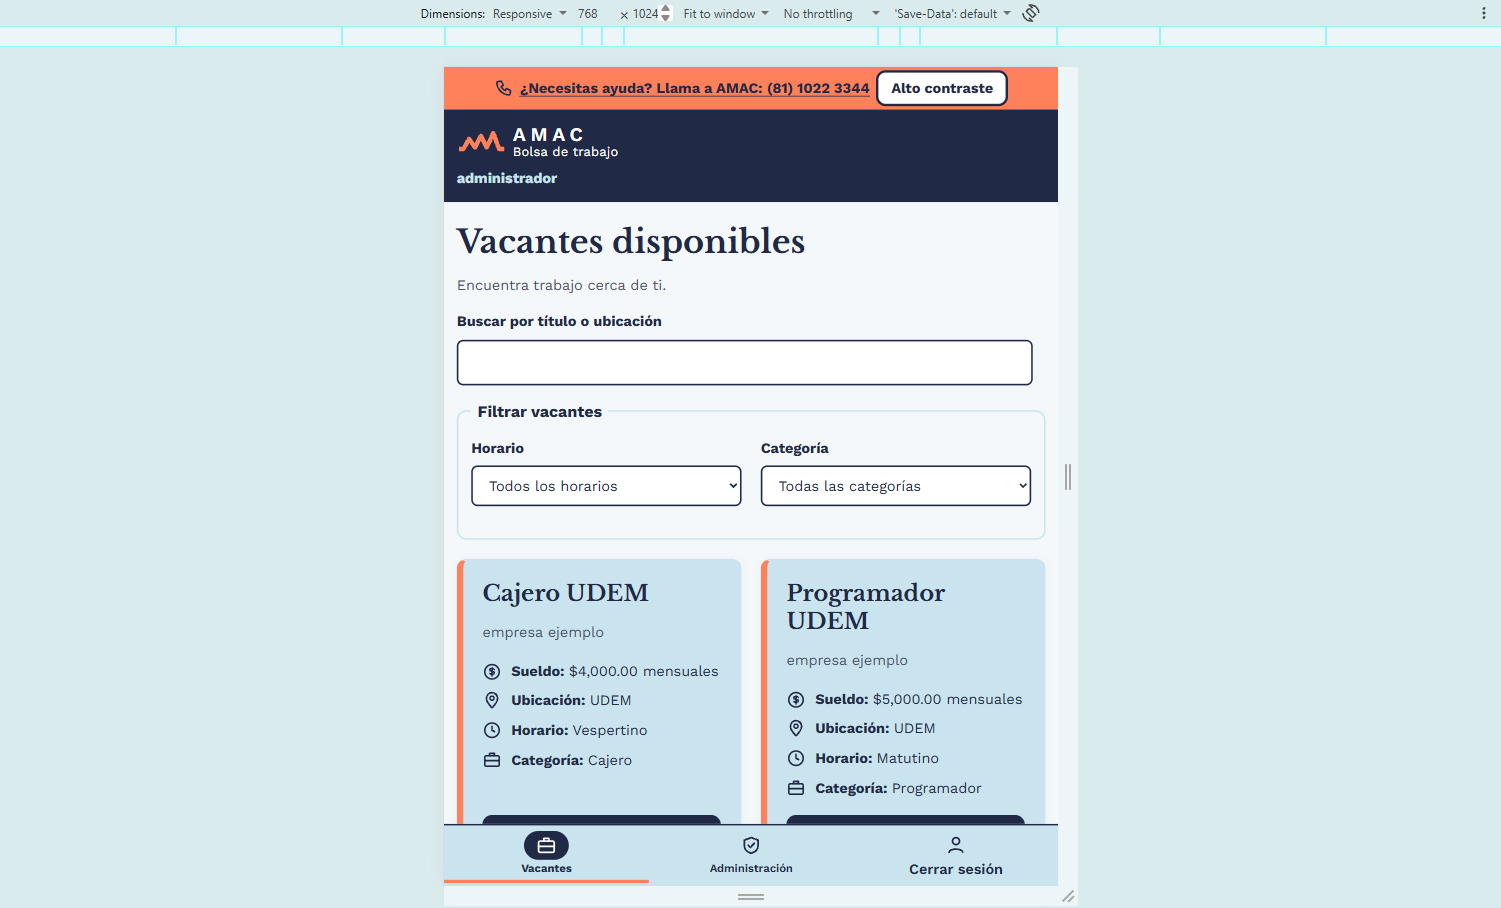 Dimensions: Responsive 768 × 1024 Fit to window No throttling 'Save-Data': default
¿Necesitas ayuda? Llama a AMAC: (81) 1022 3344 Alto contraste
AMAC
Bolsa de trabajo
administrador
Vacantes disponibles
Encuentra trabajo cerca de ti.
Buscar por título o ubicación
Filtrar vacantes
Horario
Todos los horarios
Categoría
Todas las categorías
Cajero UDEM
empresa ejemplo
Sueldo: $4,000.00 mensuales
Ubicación: UDEM
Horario: Vespertino
Categoría: Cajero
Programador
UDEM
empresa ejemplo
Sueldo: $5,000.00 mensuales
Ubicación: UDEM
Horario: Matutino
Categoría: Programador
Vacantes
Administración
Cerrar sesión